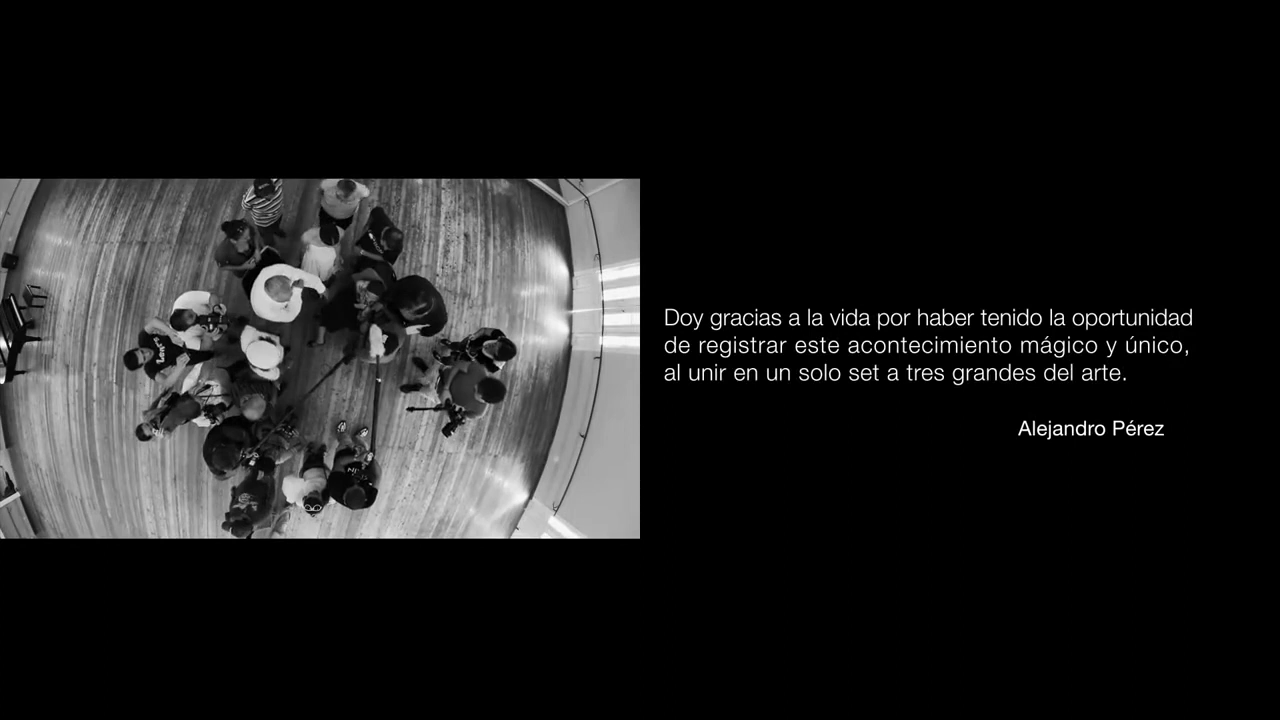 Doy gracias a la vida por haber tenido la oportunidad
de registrar este acontecimiento mágico y único,
al unir en un solo set a tres grandes del arte.
Alejandro Pérez